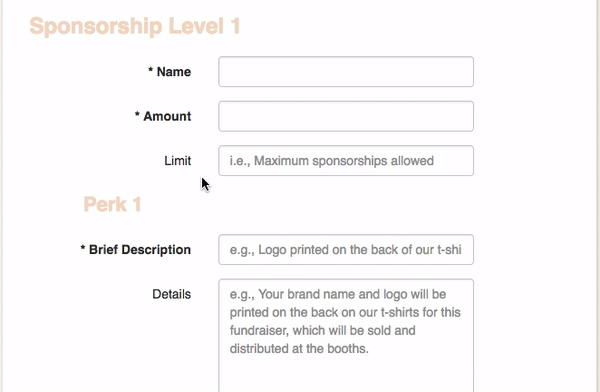 Sponsorship Level 1
* Name
* Amount
Limit i.e., Maximum sponsorships allowed
Perk 1
* Brief Description e.g., Logo printed on the back of our t-shi
Details e.g., Your brand name and logo will be
printed on the back on our t-shirts for this
fundraiser, which will be sold and
distributed at the booths.